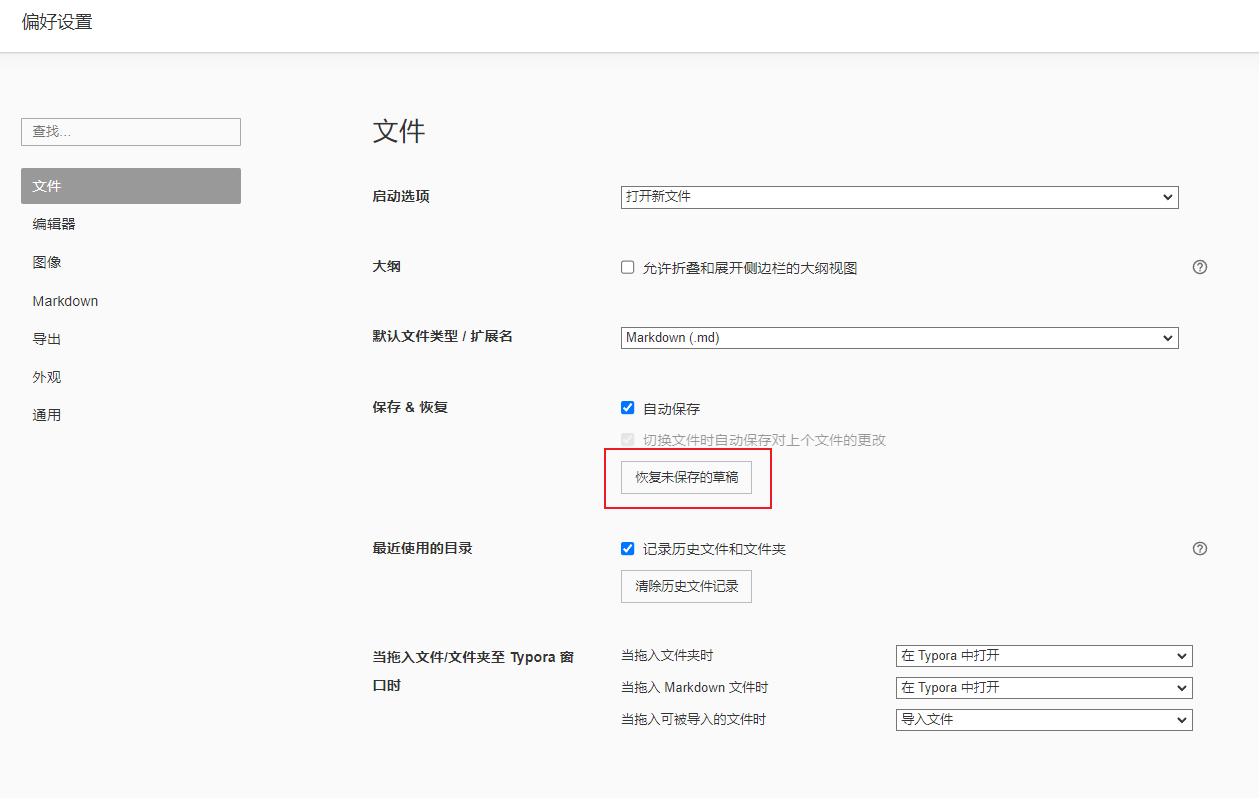 偏好设置
查找...
文件
编辑器
图像
Markdown
导出
外观
通用
文件
启动选项
打开新文件
大纲
允许折叠和展开侧边栏的大纲视图
默认文件类型 / 扩展名
Markdown (.md)
保存 & 恢复
自动保存
切换文件时自动保存对上个文件的更改
恢复未保存的草稿
最近使用的目录
记录历史文件和文件夹
清除历史文件记录
当拖入文件/文件夹至 Typora 窗
口时
当拖入文件夹时
在 Typora 中打开
当拖入 Markdown 文件时
在 Typora 中打开
当拖入可被导入的文件时
导入文件